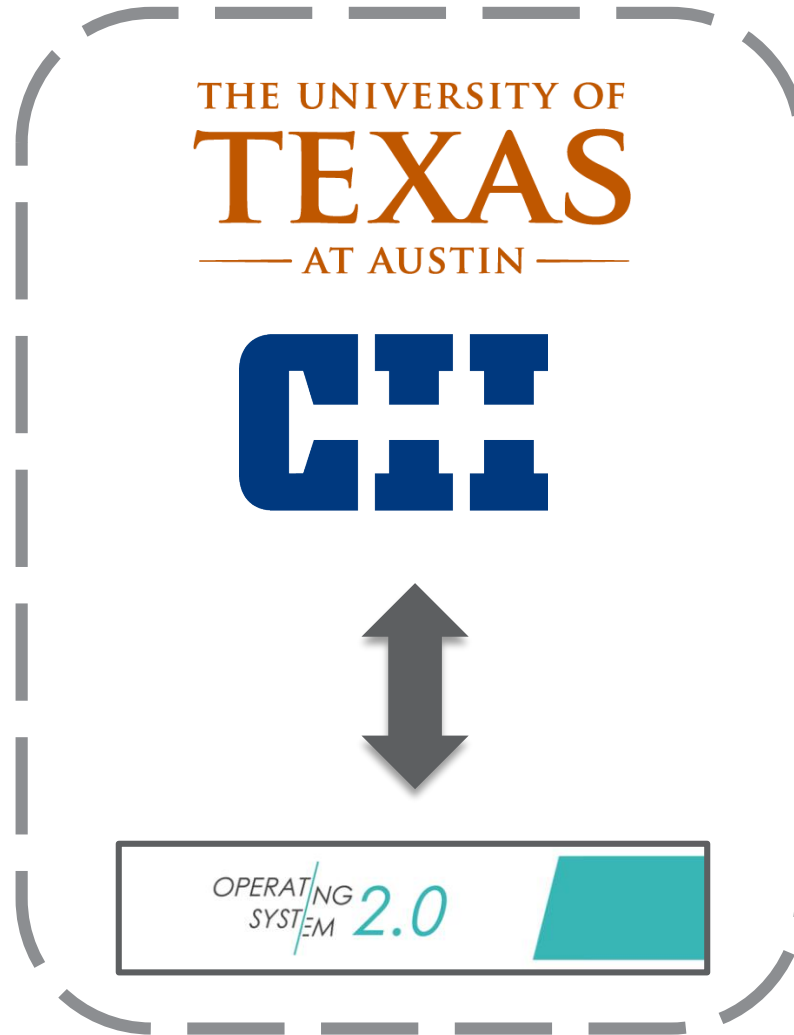 THE UNIVERSITY OF
TEXAS
AT AUSTIN
CII
OPERATING
SYSTEM 2.0